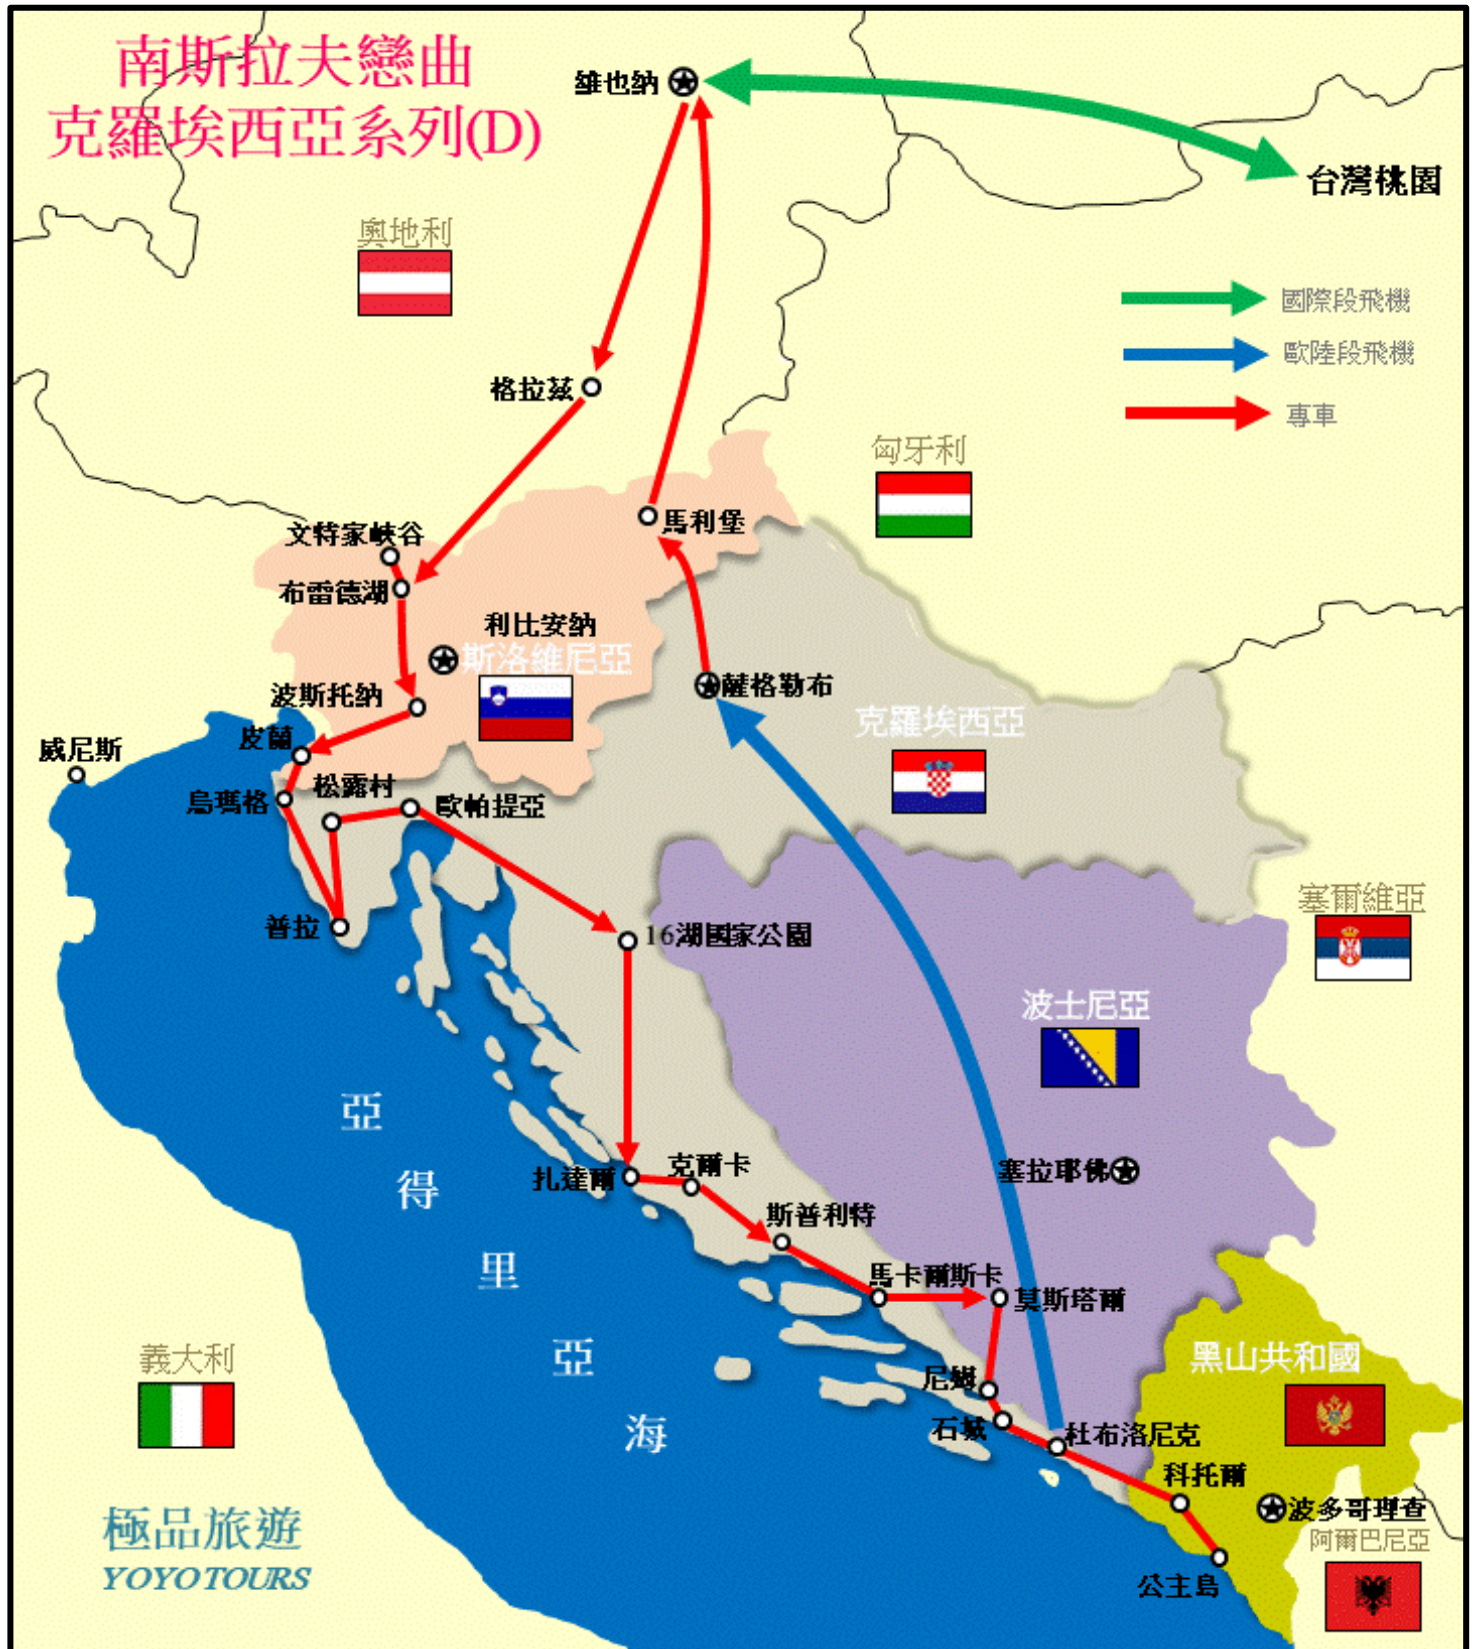 南斯拉夫戀曲
克羅埃西亞系列(D)
維也納
台灣桃園
奧地利
國際段飛機
歐陸段飛機
專車
格拉茲
匈牙利
馬利堡
文特家峽谷
布雷德湖
利比安納
斯洛維尼亞
薩格勒布
波斯托納
克羅埃西亞
皮蘭
威尼斯
烏瑪格
松露村
歐帕提亞
塞爾維亞
普拉
16湖國家公園
波士尼亞
亞
得
里
亞
海
扎達爾
克爾卡
塞拉耶佛
斯普利特
馬卡爾斯卡
莫斯塔爾
義大利
黑山共和國
尼姆
石城
杜布洛尼克
科托爾
波多哥理查
阿爾巴尼亞
公主島
極品旅遊
YOYO TOURS